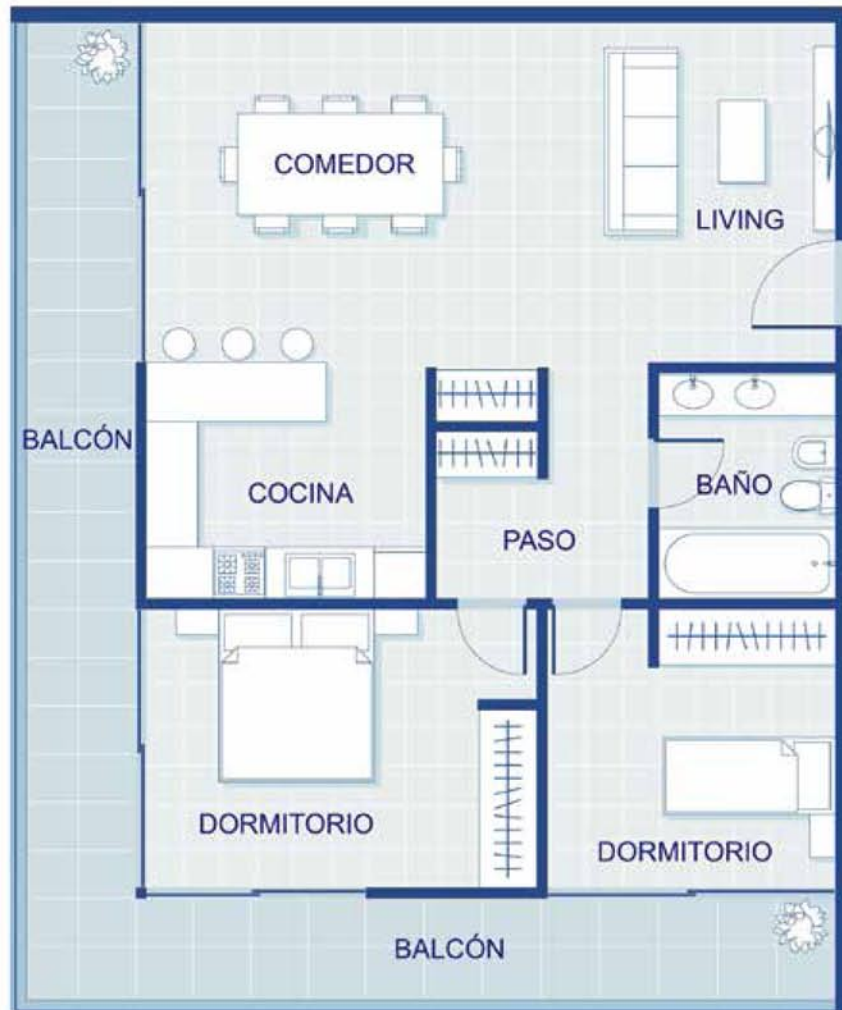 COMEDOR
LIVING
BALCÓN
COCINA
BAÑO
PASO
DORMITORIO
DORMITORIO
BALCÓN